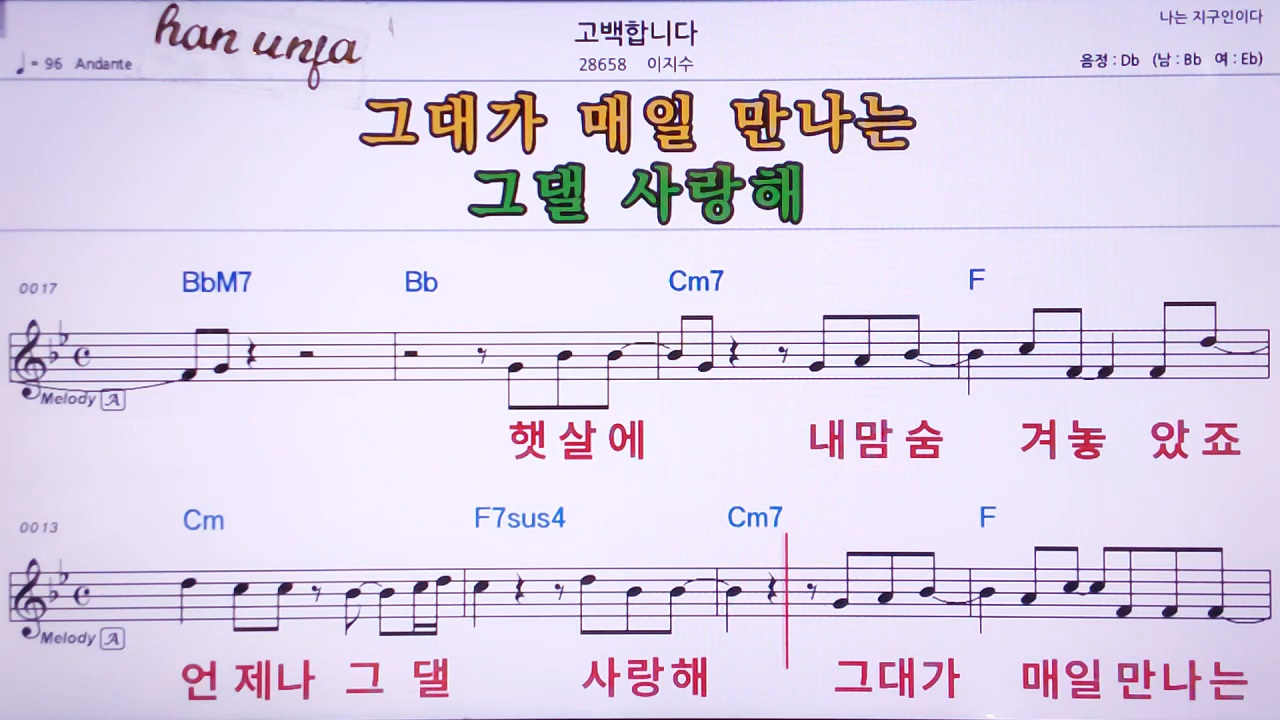 han unja
고백합니다
나는 지구인이다
♩= 96 Andante
28658 이지수
음정 : Db (남 : Bb 여 : Eb)
그대가 매일 만나는
그댈 사랑해
0017 BbM7 Bb Cm7 F
Melody A
햇살에 내맘숨 겨놓 았죠
0013 Cm F7sus4 Cm7 F
Melody A
언제나 그 댈 사랑해 그대가 매일만나는